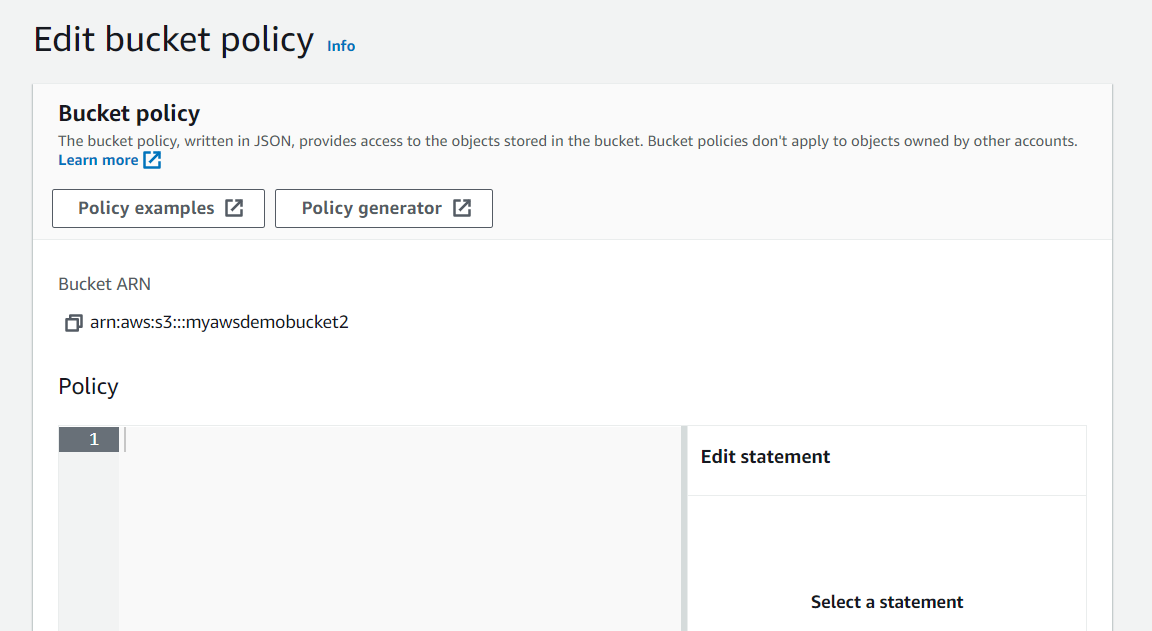 Edit bucket policy Info
Bucket policy
The bucket policy, written in JSON, provides access to the objects stored in the bucket. Bucket policies don't apply to objects owned by other accounts.
Learn more
Policy examples
Policy generator
Bucket ARN
arn:aws:s3:::myawsdemobucket2
Policy
1
Edit statement
Select a statement